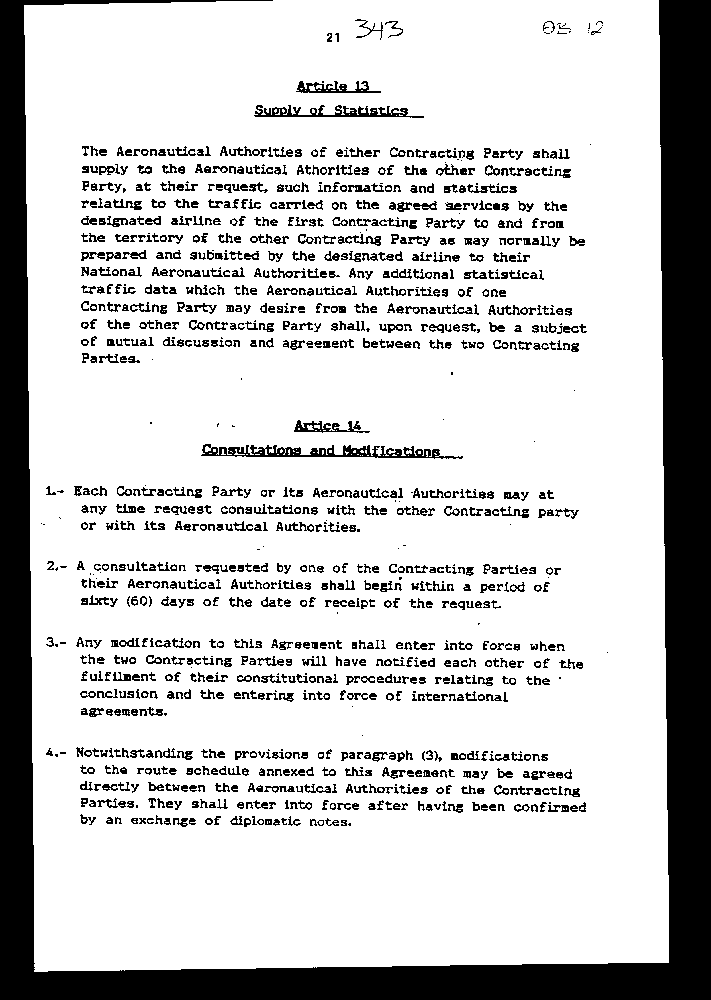 21 343 ΘB 12
Article 13
Supply of Statistics
The Aeronautical Authorities of either Contracting Party shall
supply to the Aeronautical Athorities of the other Contracting
Party, at their request, such information and statistics
relating to the traffic carried on the agreed services by the
designated airline of the first Contracting Party to and from
the territory of the other Contracting Party as may normally be
prepared and submitted by the designated airline to their
National Aeronautical Authorities. Any additional statistical
traffic data which the Aeronautical Authorities of one
Contracting Party may desire from the Aeronautical Authorities
of the other Contracting Party shall, upon request, be a subject
of mutual discussion and agreement between the two Contracting
Parties.
Artice 14
Consultations and Modifications
1.- Each Contracting Party or its Aeronautical Authorities may at
any time request consultations with the other Contracting party
or with its Aeronautical Authorities.
2.- A consultation requested by one of the Contracting Parties or
their Aeronautical Authorities shall begin within a period of
sixty (60) days of the date of receipt of the request.
3.- Any modification to this Agreement shall enter into force when
the two Contracting Parties will have notified each other of the
fulfilment of their constitutional procedures relating to the
conclusion and the entering into force of international
agreements.
4.- Notwithstanding the provisions of paragraph (3), modifications
to the route schedule annexed to this Agreement may be agreed
directly between the Aeronautical Authorities of the Contracting
Parties. They shall enter into force after having been confirmed
by an exchange of diplomatic notes.